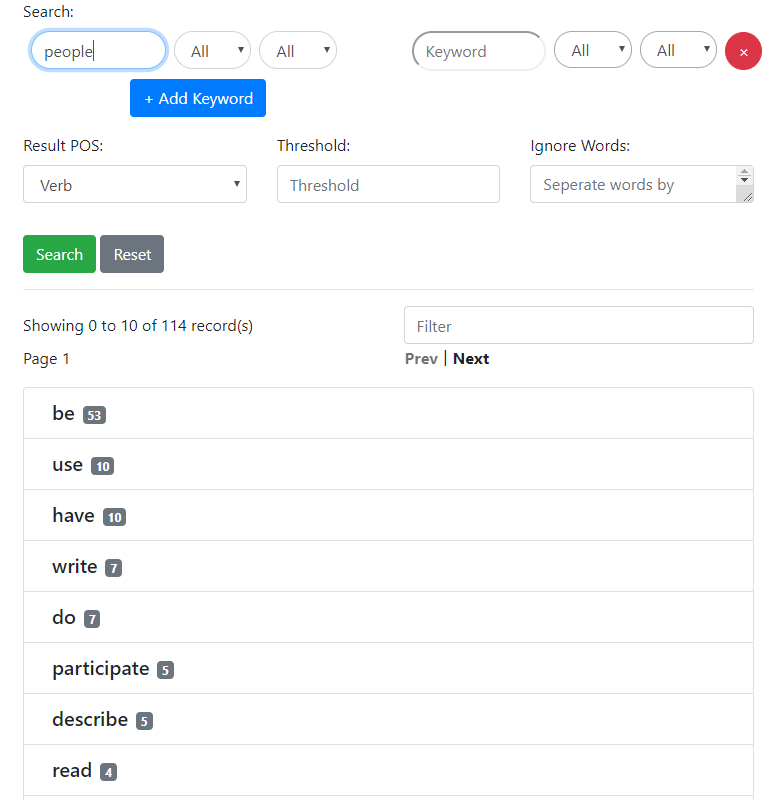 Search:
people All All Keyword All All ×
+ Add Keyword
Result POS: Threshold: Ignore Words:
Verb Threshold Seperate words by
Search Reset
Showing 0 to 10 of 114 record(s) Filter
Page 1 Prev | Next
be 53
use 10
have 10
write 7
do 7
participate 5
describe 5
read 4